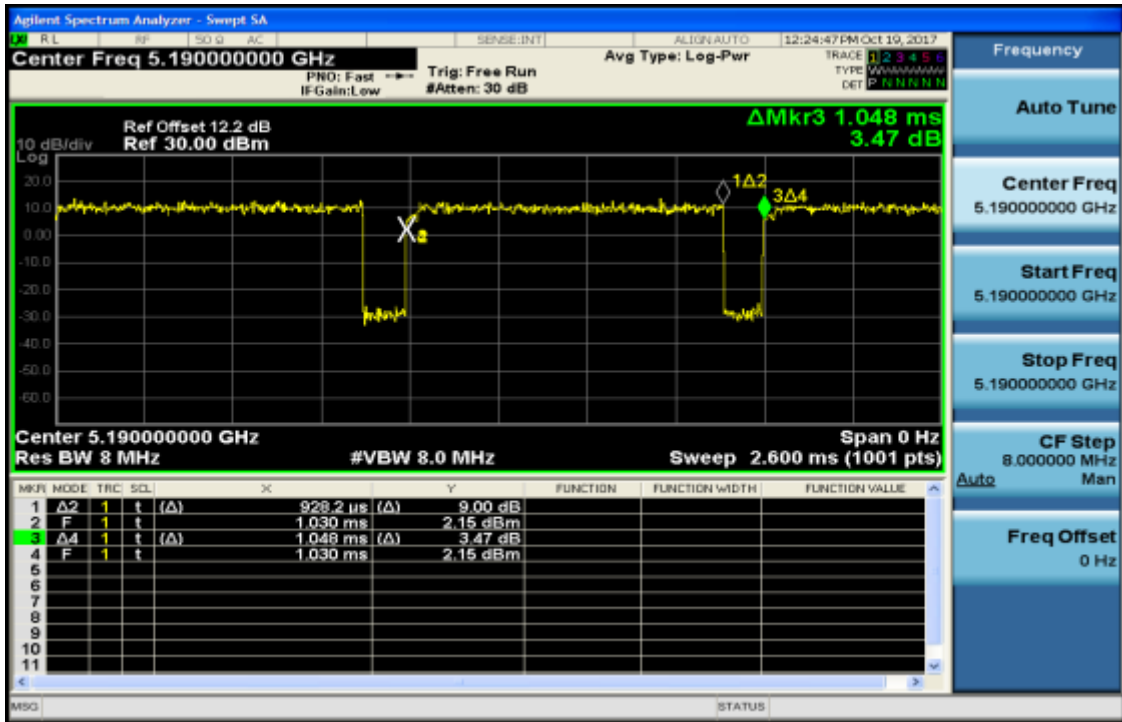 Agilent Spectrum Analyzer - Swept SA
RL RF 50 Ω AC SENSE:INT ALIGN AUTO 12:24:47 PM Oct 19, 2017
Center Freq 5.190000000 GHz
PNO: Fast
IFGain:Low
Trig: Free Run
#Atten: 30 dB
Avg Type: Log-Pwr
TRACE 1 2 3 4 5 6
TYPE
DET P N N N N N
ΔMkr3 1.048 ms
3.47 dB
Ref Offset 12.2 dB
10 dB/div Ref 30.00 dBm
Log
20.0
10.0
0.00
-10.0
-20.0
-30.0
-40.0
-50.0
-60.0
1Δ2
3Δ4
Center 5.190000000 GHz Span 0 Hz
Res BW 8 MHz #VBW 8.0 MHz Sweep 2.600 ms (1001 pts)
MKR MODE TRC SCL X Y FUNCTION FUNCTION WIDTH FUNCTION VALUE
1 Δ2 1 t (Δ) 928.2 µs (Δ) 9.00 dB
2 F 1 t 1.030 ms 2.15 dBm
3 Δ4 1 t (Δ) 1.048 ms (Δ) 3.47 dB
4 F 1 t 1.030 ms 2.15 dBm
5
6
7
8
9
10
11
MSG STATUS
Frequency
Auto Tune
Center Freq
5.190000000 GHz
Start Freq
5.190000000 GHz
Stop Freq
5.190000000 GHz
CF Step
8.000000 MHz
Auto Man
Freq Offset
0 Hz